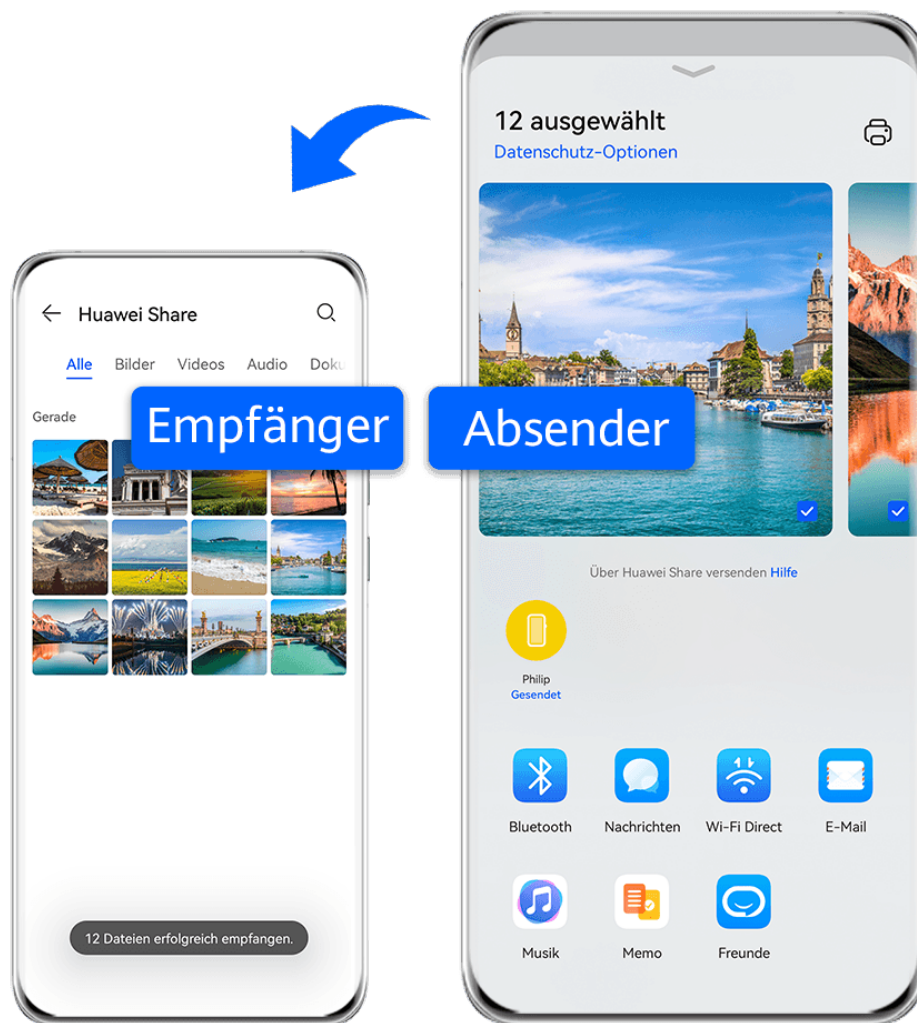 12 ausgewählt
Datenschutz-Optionen
Huawei Share
Alle Bilder Videos Audio Doku
Gerade
Empfänger
Absender
Über Huawei Share versenden Hilfe
Philip
Gesendet
Bluetooth Nachrichten Wi-Fi Direct E-Mail
Musik Memo Freunde
12 Dateien erfolgreich empfangen.